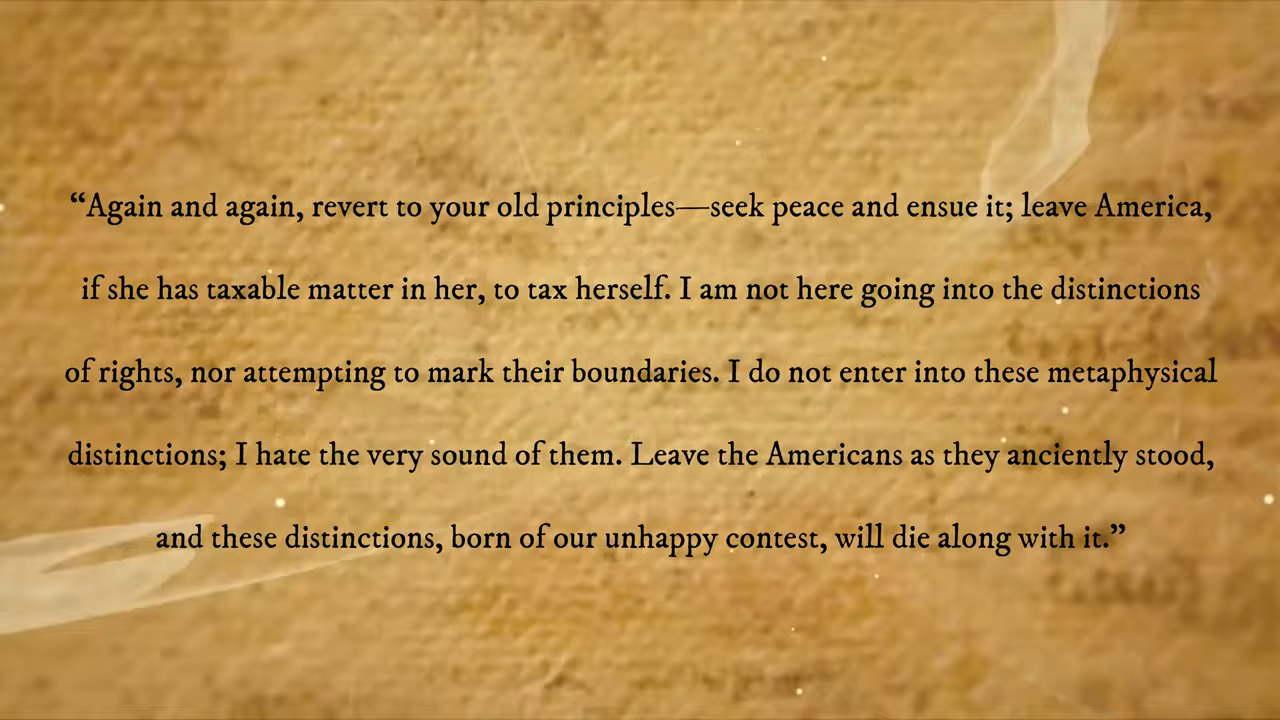 “Again and again, revert to your old principles—seek peace and ensue it; leave America,
if she has taxable matter in her, to tax herself. I am not here going into the distinctions
of rights, nor attempting to mark their boundaries. I do not enter into these metaphysical
distinctions; I hate the very sound of them. Leave the Americans as they anciently stood,
and these distinctions, born of our unhappy contest, will die along with it.”